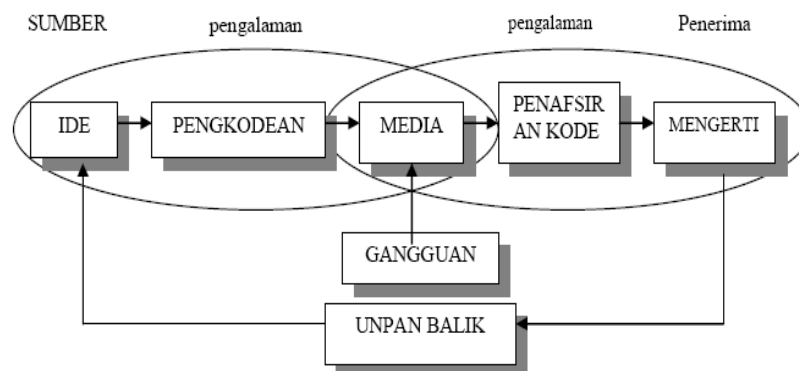 SUMBER
pengalaman
pengalaman
Penerima
IDE
PENGKODEAN
MEDIA
PENAFSIR
AN KODE
MENGERTI
GANGGUAN
UNPAN BALIK